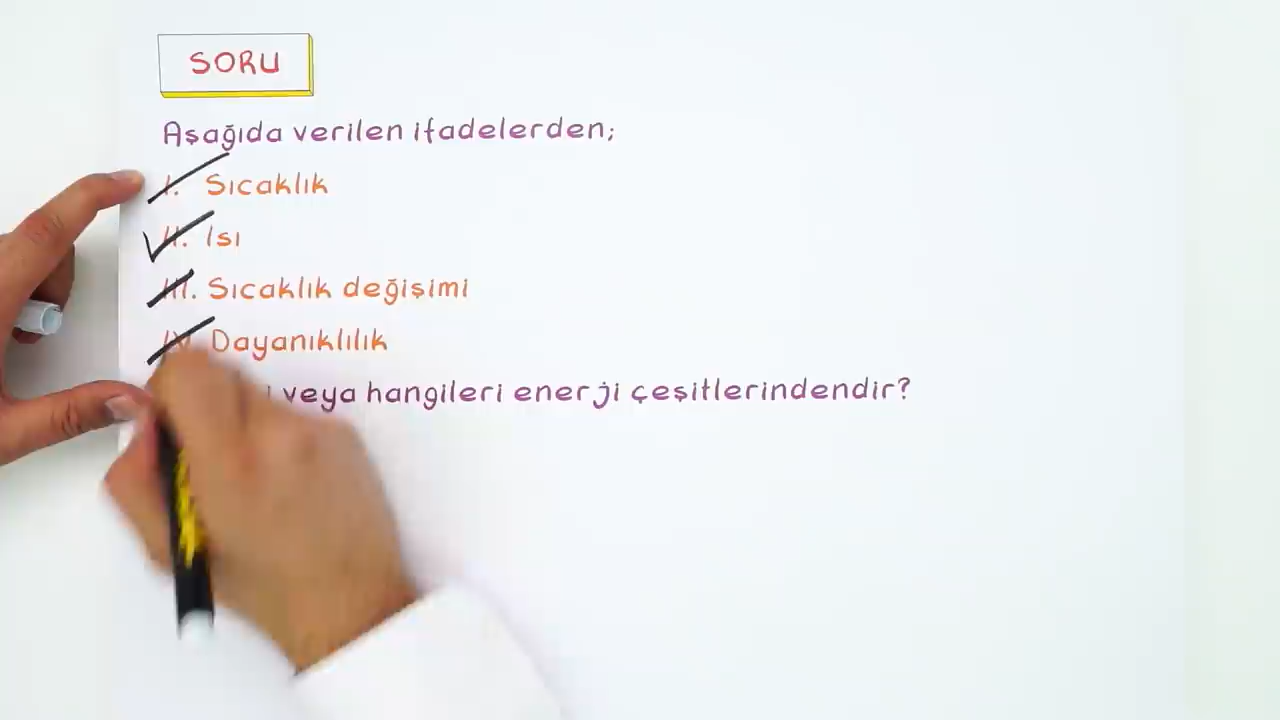 SORU
Aşağıda verilen ifadelerden;
I. Sıcaklık
II. Isı
III. Sıcaklık değişimi
IV. Dayanıklılık
veya hangileri enerji çeşitlerindendir?